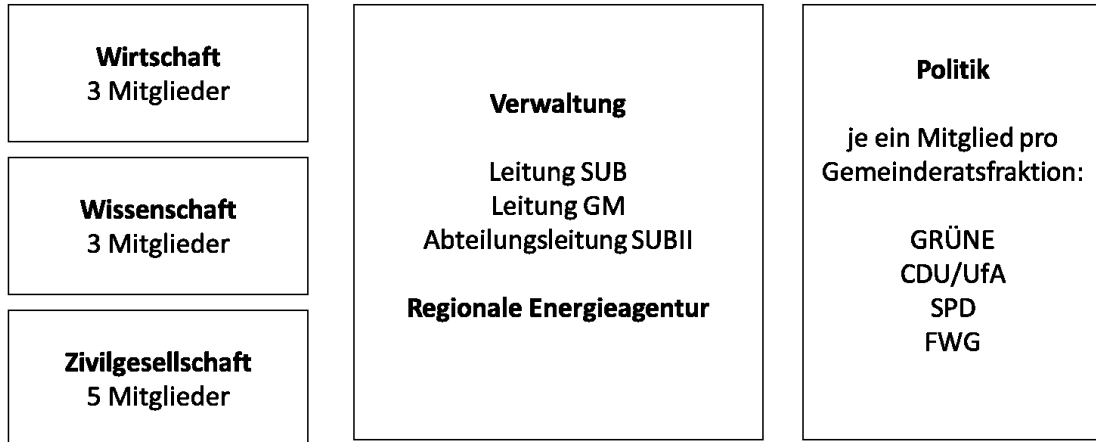 Wirtschaft
3 Mitglieder
Wissenschaft
3 Mitglieder
Zivilgesellschaft
5 Mitglieder
Verwaltung
Leitung SUB
Leitung GM
Abteilungsleitung SUBII
Regionale Energieagentur
Politik
je ein Mitglied pro
Gemeinderatsfraktion:
GRÜNE
CDU/UfA
SPD
FWG